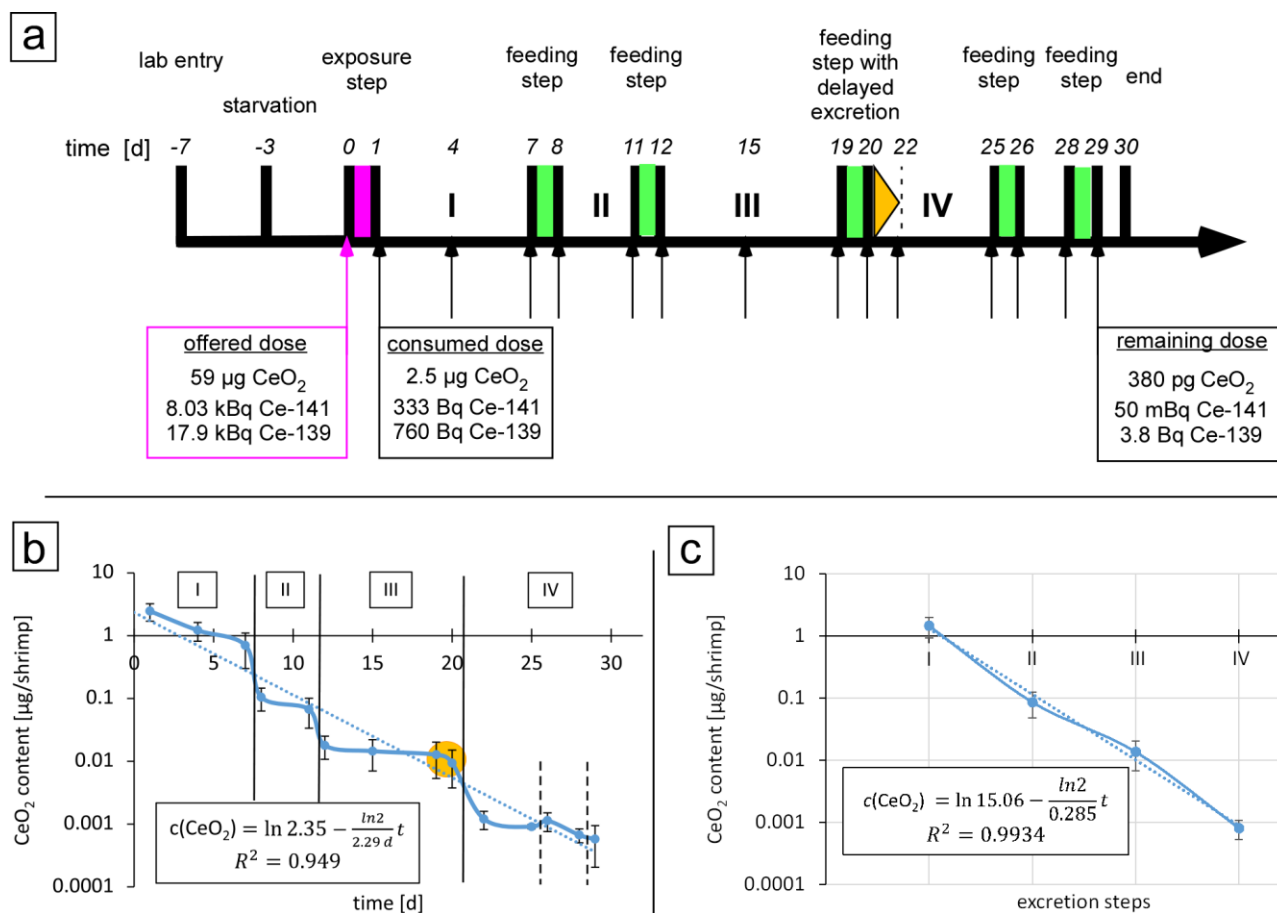 a
lab entry
starvation
exposure
step
feeding
step
feeding
step
feeding
step with
delayed
excretion
feeding
step
feeding
step
end
time [d]
-7 -3 0 1 4 7 8 11 12 15 19 20 22 25 26 28 29 30
I II III IV
offered dose
59 µg CeO₂
8.03 kBq Ce-141
17.9 kBq Ce-139
consumed dose
2.5 µg CeO₂
333 Bq Ce-141
760 Bq Ce-139
remaining dose
380 pg CeO₂
50 mBq Ce-141
3.8 Bq Ce-139
b
CeO₂ content [µg/shrimp]
10
1
0.1
0.01
0.001
0.0001
I II III IV
0 5 10 15 20 25 30
c(CeO₂) = ln 2.35 − ln2/2.29 d t
R² = 0.949
time [d]
c
CeO₂ content [µg/shrimp]
10
1
0.1
0.01
0.001
0.0001
I II III IV
c(CeO₂) = ln 15.06 − ln2/0.285 t
R² = 0.9934
excretion steps